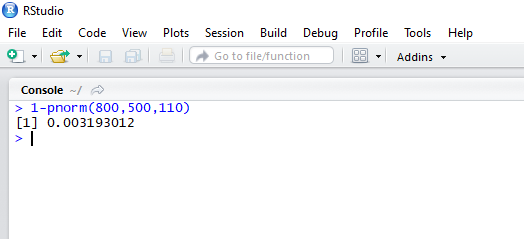 R RStudio
File Edit Code View Plots Session Build Debug Profile Tools Help
Go to file/function Addins
Console ~/
> 1-pnorm(800,500,110)
[1] 0.003193012
>